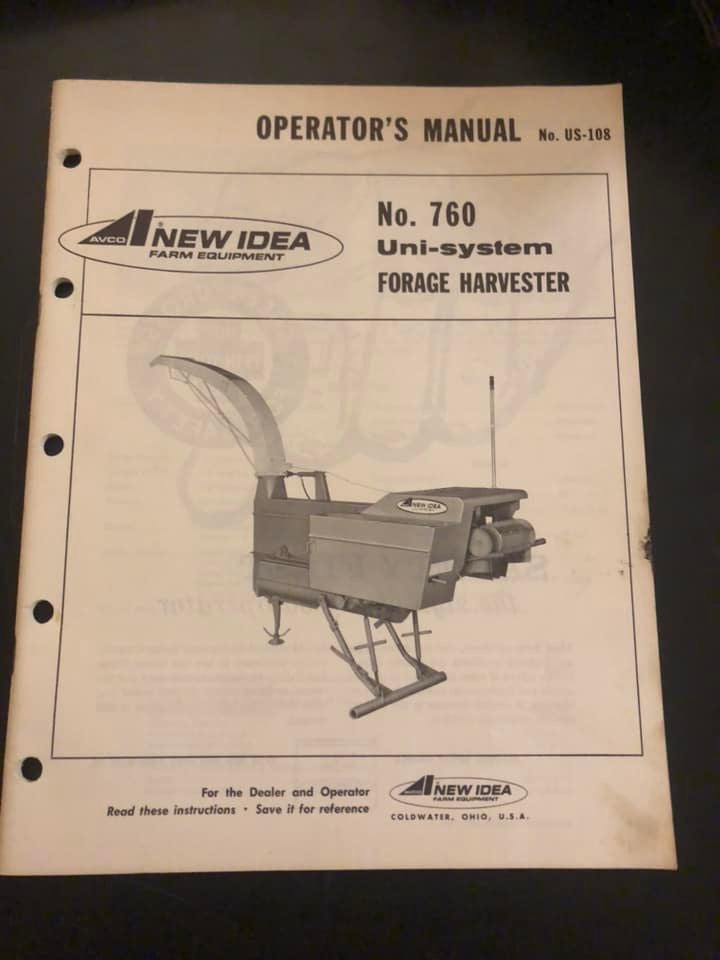 OPERATOR'S MANUAL No. US-108
No. 760
Uni-system
FORAGE HARVESTER
AVCO NEW IDEA
FARM EQUIPMENT
NEW IDEA
For the Dealer and Operator
Read these instructions • Save it for reference
NEW IDEA
FARM EQUIPMENT
COLDWATER, OHIO, U.S.A.